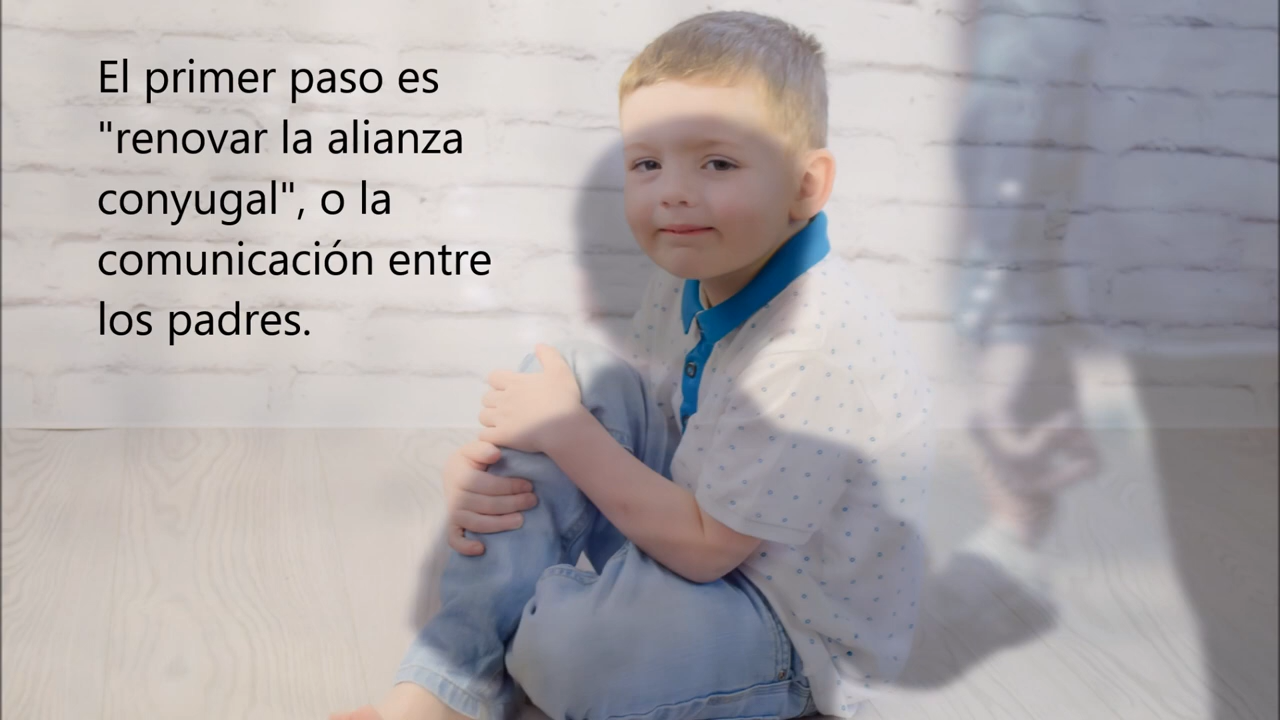 El primer paso es
"renovar la alianza
conyugal", o la
comunicación entre
los padres.